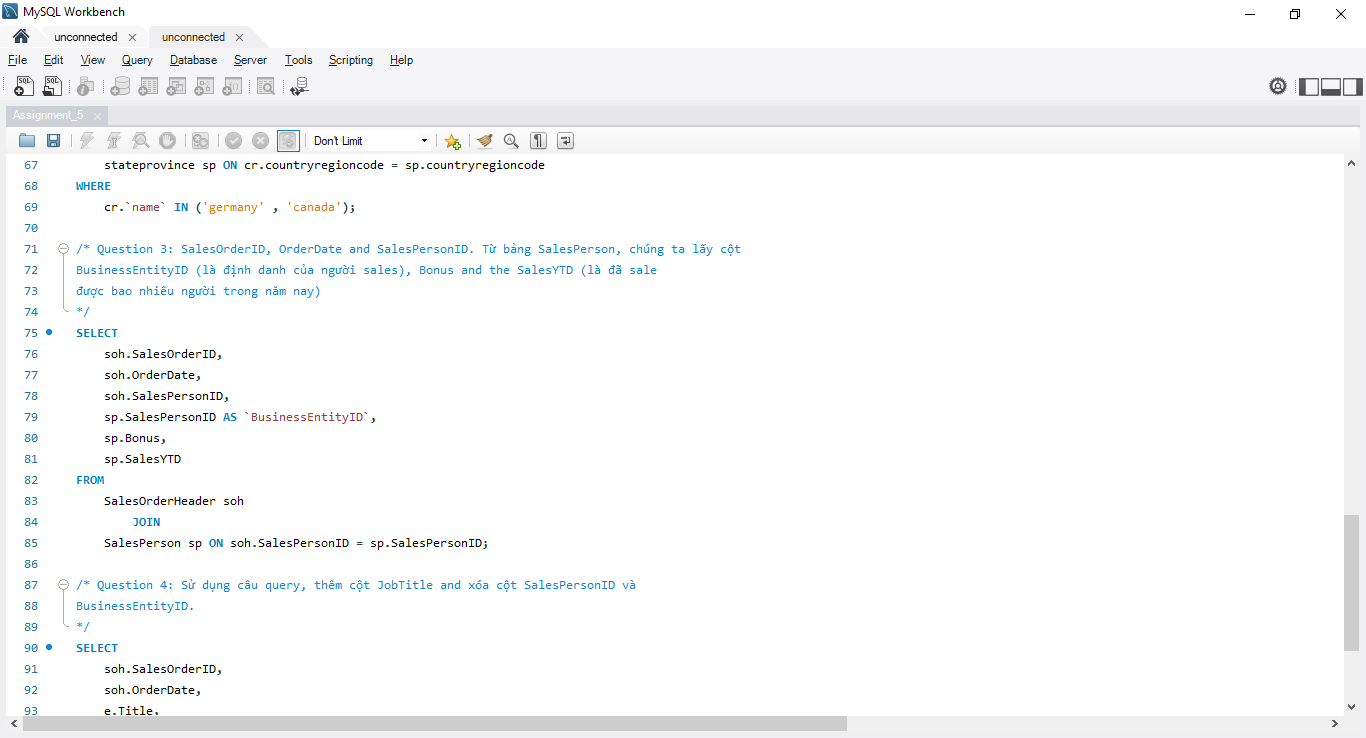 MySQL Workbench
unconnected
unconnected
File Edit View Query Database Server Tools Scripting Help
SQL SQL
Assignment_5
Don't Limit
67 stateprovince sp ON cr.countryregioncode = sp.countryregioncode
68 WHERE
69 cr.`name` IN ('germany' , 'canada');
70
71 /* Question 3: SalesOrderID, OrderDate and SalesPersonID. Từ bảng SalesPerson, chúng ta lấy cột
72 BusinessEntityID (là định danh của người sales), Bonus and the SalesYTD (là đã sale
73 được bao nhiêu người trong năm nay)
74 */
75 SELECT
76 soh.SalesOrderID,
77 soh.OrderDate,
78 soh.SalesPersonID,
79 sp.SalesPersonID AS `BusinessEntityID`,
80 sp.Bonus,
81 sp.SalesYTD
82 FROM
83 SalesOrderHeader soh
84 JOIN
85 SalesPerson sp ON soh.SalesPersonID = sp.SalesPersonID;
86
87 /* Question 4: Sử dụng câu query, thêm cột JobTitle and xóa cột SalesPersonID và
88 BusinessEntityID.
89 */
90 SELECT
91 soh.SalesOrderID,
92 soh.OrderDate,
93 e.Title,